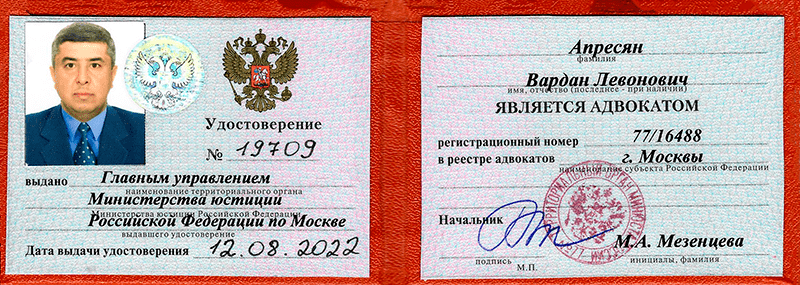 Удостоверение
№ 19709
выдано Главным управлением
наименование территориального органа
Министерства юстиции
Министерства юстиции Российской Федерации
Российской Федерации по Москве
выдавшего удостоверение
Дата выдачи удостоверения 12.08.2022
Апресян
фамилия
Вардан Левонович
имя, отчество (последнее - при наличии)
ЯВЛЯЕТСЯ АДВОКАТОМ
регистрационный номер 77/16488
в реестре адвокатов г. Москвы
наименование субъекта Российской Федерации
Начальник
М.А. Мезенцева
подпись инициалы, фамилия
М.П.